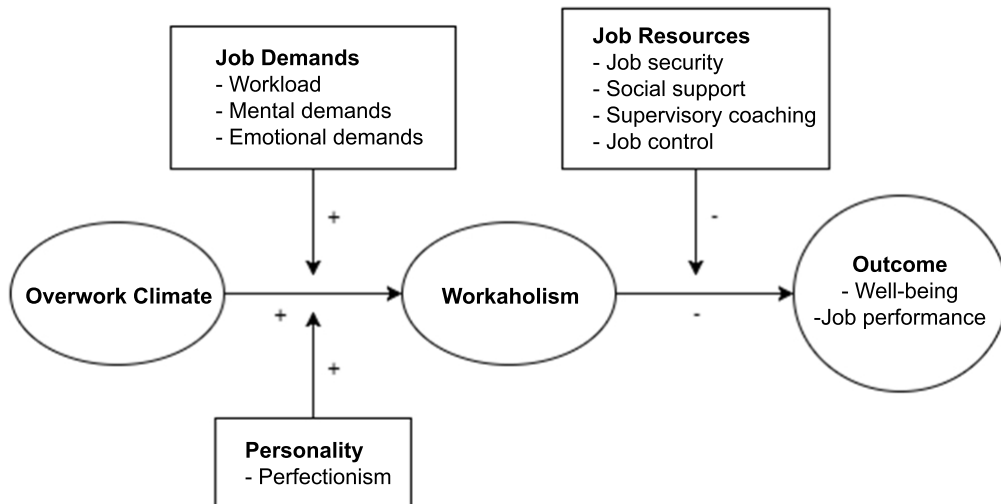 Job Demands
- Workload
- Mental demands
- Emotional demands
Job Resources
- Job security
- Social support
- Supervisory coaching
- Job control
+
-
Overwork Climate
+
Workaholism
-
Outcome
- Well-being
-Job performance
+
Personality
- Perfectionism